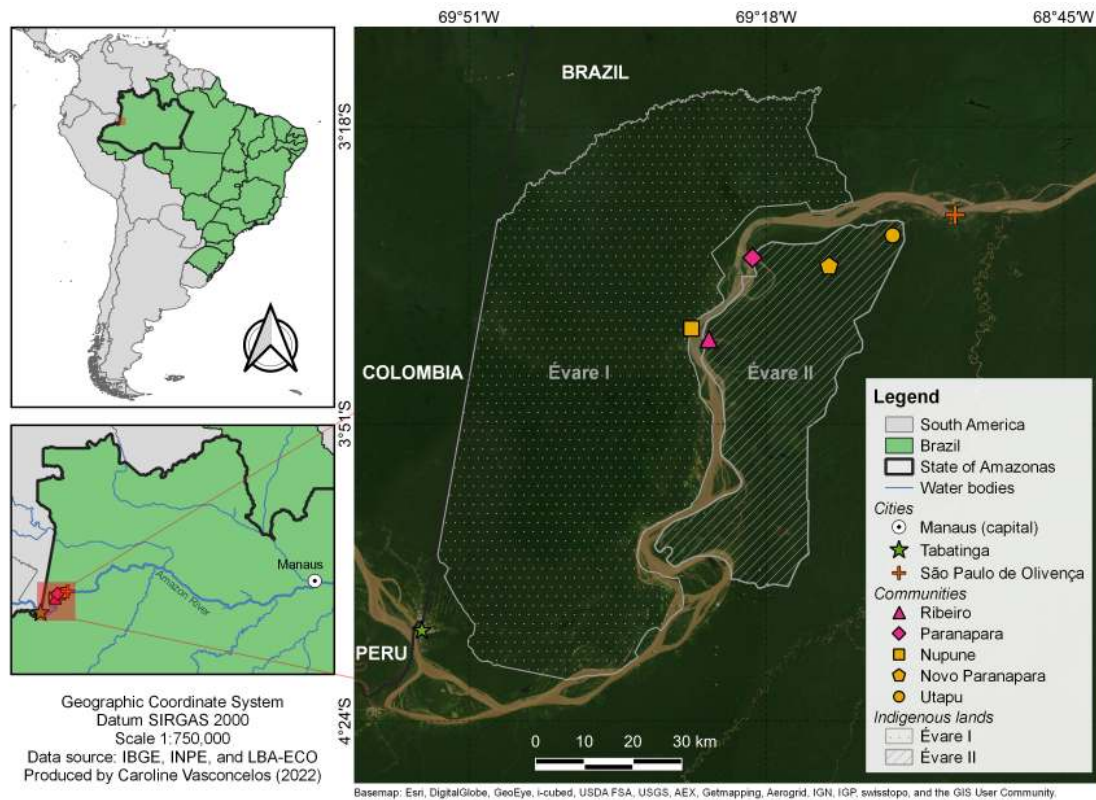 69°51'W
69°18'W
68°45'W
BRAZIL
3°18'S
COLOMBIA
Évare I
Évare II
3°51'S
PERU
4°24'S
0 10 20 30 km
Manaus
Amazon River
Legend
South America
Brazil
State of Amazonas
Water bodies
Cities
Manaus (capital)
Tabatinga
São Paulo de Olivença
Communities
Ribeiro
Paranapara
Nupune
Novo Paranapara
Utapu
Indigenous lands
Évare I
Évare II
Geographic Coordinate System
Datum SIRGAS 2000
Scale 1:750,000
Data source: IBGE, INPE, and LBA-ECO
Produced by Caroline Vasconcelos (2022)
Basemap: Esri, DigitalGlobe, GeoEye, i-cubed, USDA FSA, USGS, AEX, Getmapping, Aerogrid, IGN, IGP, swisstopo, and the GIS User Community.